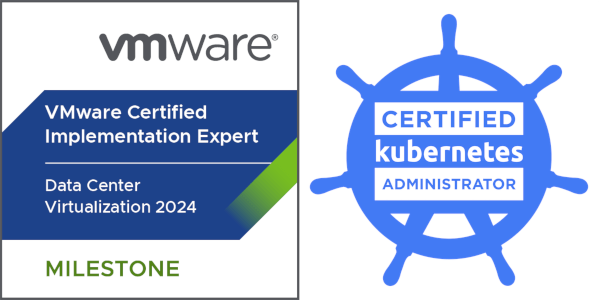 vmware®
VMware Certified
Implementation Expert
Data Center
Virtualization 2024
MILESTONE
CERTIFIED
kubernetes
ADMINISTRATOR